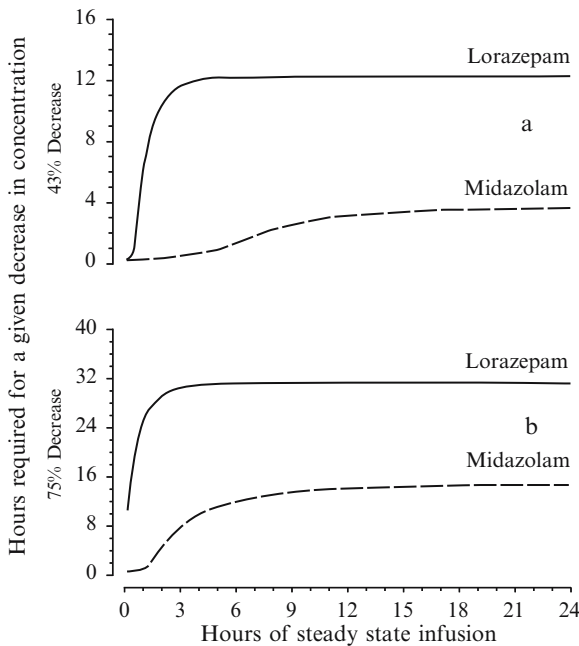 Hours required for a given decrease in concentration
43% Decrease
16
12
8
4
0
Lorazepam
a
Midazolam
75% Decrease
40
32
24
16
8
0
Lorazepam
b
Midazolam
0 3 6 9 12 15 18 21 24
Hours of steady state infusion